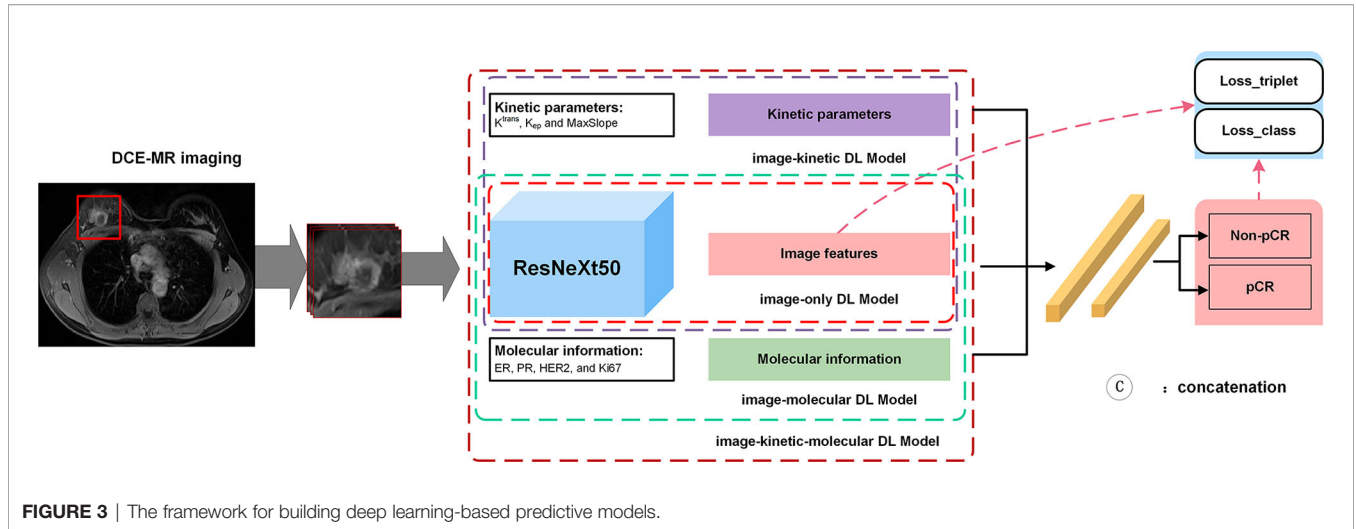 DCE-MR imaging
Kinetic parameters:
K^trans, K_ep and MaxSlope
Kinetic parameters
image-kinetic DL Model
ResNeXt50
Image features
image-only DL Model
Molecular information:
ER, PR, HER2, and Ki67
Molecular information
image-molecular DL Model
image-kinetic-molecular DL Model
Loss_triplet
Loss_class
Non-pCR
pCR
C : concatenation
FIGURE 3 | The framework for building deep learning-based predictive models.